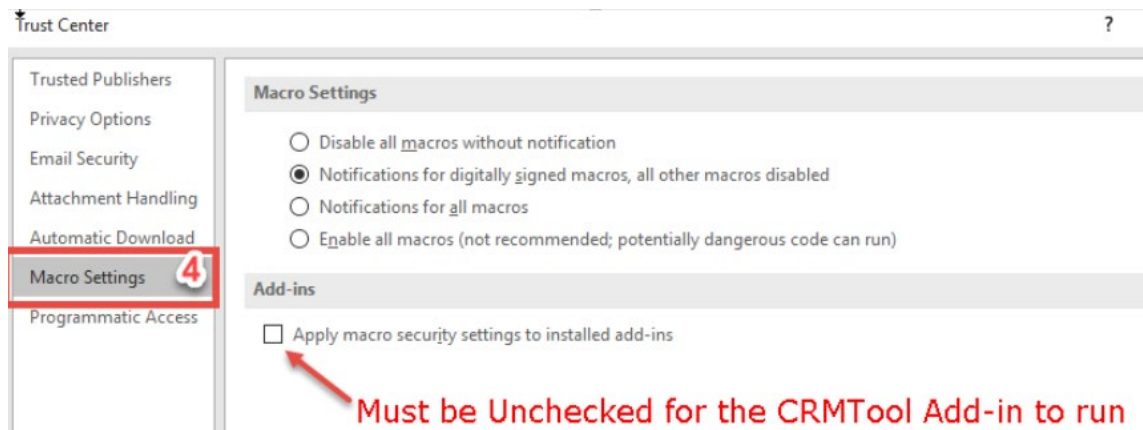 Trust Center
?
Trusted Publishers
Privacy Options
Email Security
Attachment Handling
Automatic Download
Macro Settings
4
Programmatic Access
Macro Settings
Disable all macros without notification
Notifications for digitally signed macros, all other macros disabled
Notifications for all macros
Enable all macros (not recommended; potentially dangerous code can run)
Add-ins
Apply macro security settings to installed add-ins
Must be Unchecked for the CRMTool Add-in to run